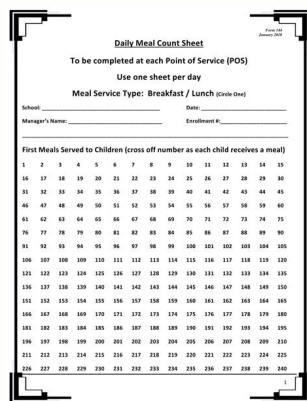 Form 144
January 2020
Daily Meal Count Sheet
To be completed at each Point of Service (POS)
Use one sheet per day
Meal Service Type: Breakfast / Lunch (Circle One)
School: Date:
Manager's Name: Enrollment #:
First Meals Served to Children (cross off number as each child receives a meal)
1 2 3 4 5 6 7 8 9 10 11 12 13 14 15
16 17 18 19 20 21 22 23 24 25 26 27 28 29 30
31 32 33 34 35 36 37 38 39 40 41 42 43 44 45
46 47 48 49 50 51 52 53 54 55 56 57 58 59 60
61 62 63 64 65 66 67 68 69 70 71 72 73 74 75
76 77 78 79 80 81 82 83 84 85 86 87 88 89 90
91 92 93 94 95 96 97 98 99 100 101 102 103 104 105
106 107 108 109 110 111 112 113 114 115 116 117 118 119 120
121 122 123 124 125 126 127 128 129 130 131 132 133 134 135
136 137 138 139 140 141 142 143 144 145 146 147 148 149 150
151 152 153 154 155 156 157 158 159 160 161 162 163 164 165
166 167 168 169 170 171 172 173 174 175 176 177 178 179 180
181 182 183 184 185 186 187 188 189 190 191 192 193 194 195
196 197 198 199 200 201 202 203 204 205 206 207 208 209 210
211 212 213 214 215 216 217 218 219 220 221 222 223 224 225
226 227 228 229 230 231 232 233 234 235 236 237 238 239 240
1